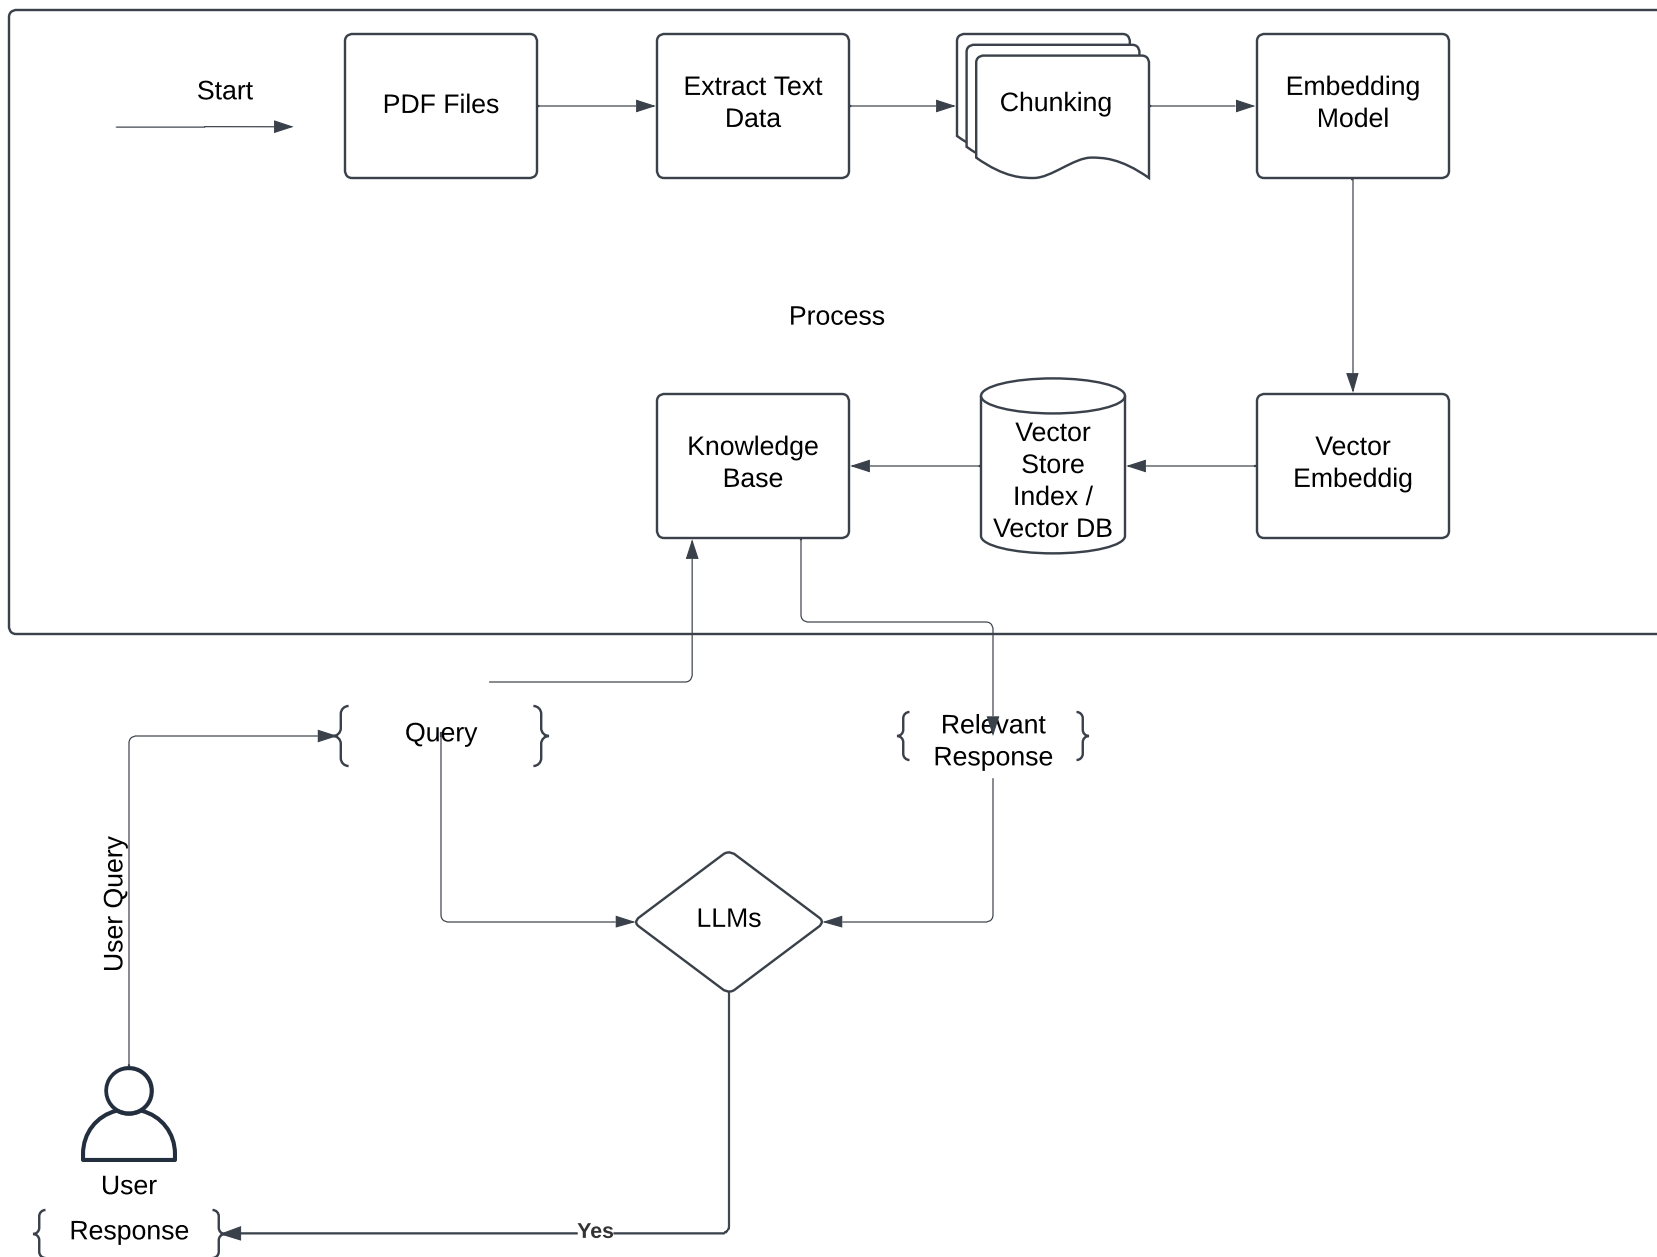 Start
PDF Files
Extract Text
Data
Chunking
Embedding
Model
Process
Knowledge
Base
Vector
Store
Index /
Vector DB
Vector
Embeddig
Query
Relevant
Response
User Query
LLMs
User
Response
Yes